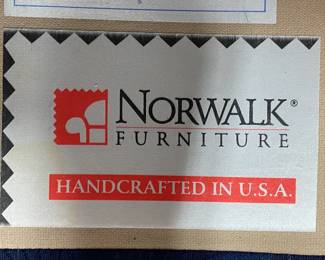 NORWALK®
FURNITURE
HANDCRAFTED IN U.S.A.